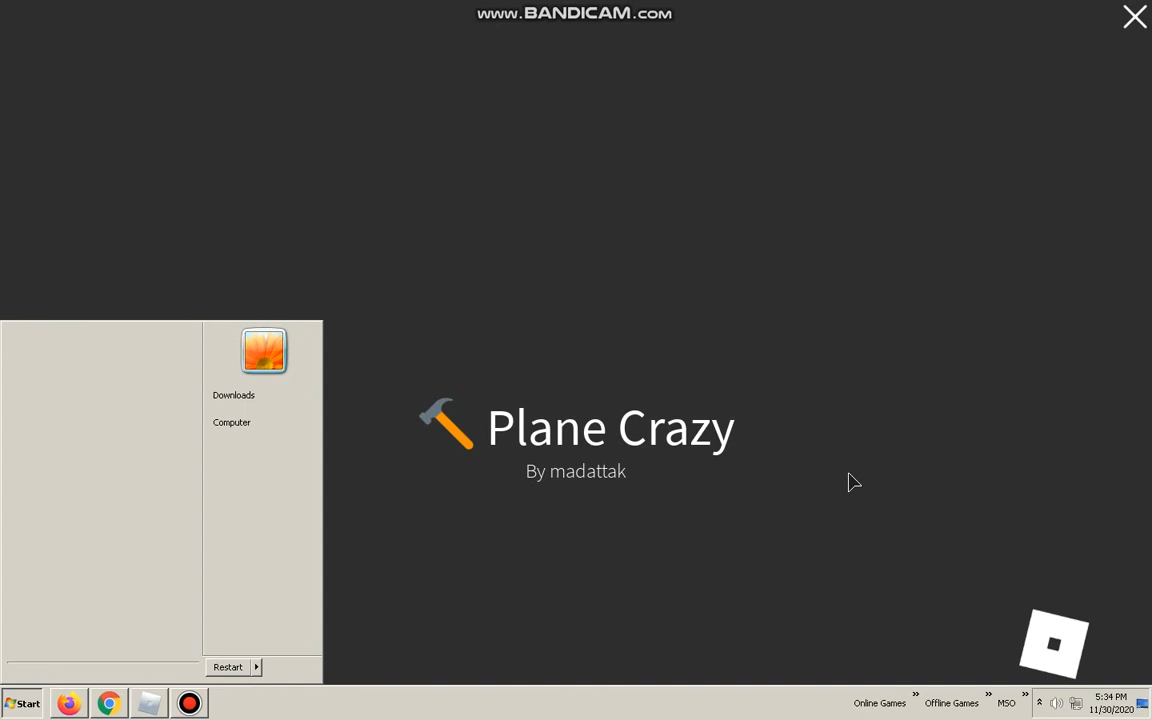 www.BANDICAM.com
Downloads
Computer
Plane Crazy
By madattak
Restart
Start
Online Games
Offline Games
MSO
5:34 PM
11/30/2020